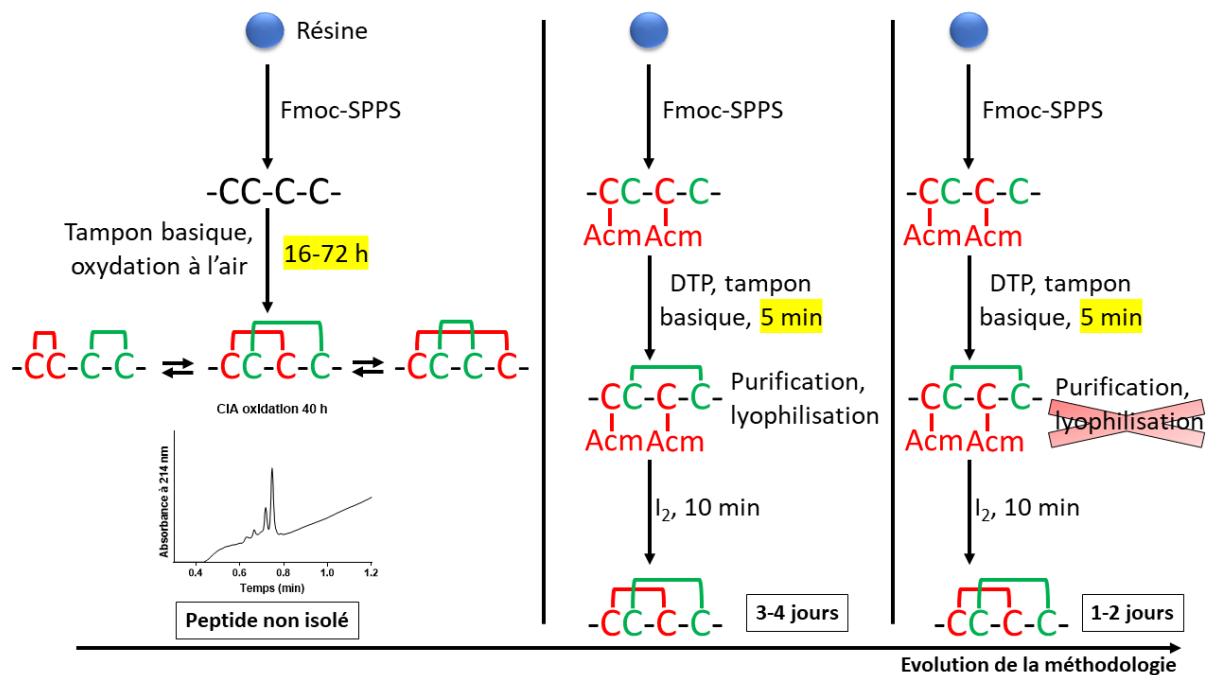 Résine
Fmoc-SPPS
-CC-C-C-
Tampon basique,
oxydation à l’air
16-72 h
-CC-C-C-
-CC-C-C-
-CC-C-C-
CIA oxidation 40 h
Absorbance à 214 nm
0.4 0.6 0.8 1.0 1.2
Temps (min)
Peptide non isolé
Fmoc-SPPS
-CC-C-C-
Acm Acm
DTP, tampon
basique, 5 min
-CC-C-C-
Acm Acm
Purification,
lyophilisation
I2, 10 min
-CC-C-C-
3-4 jours
Fmoc-SPPS
-CC-C-C-
Acm Acm
DTP, tampon
basique, 5 min
-CC-C-C-
Acm Acm
Purification,
lyophilisation
I2, 10 min
-CC-C-C-
1-2 jours
Evolution de la méthodologie